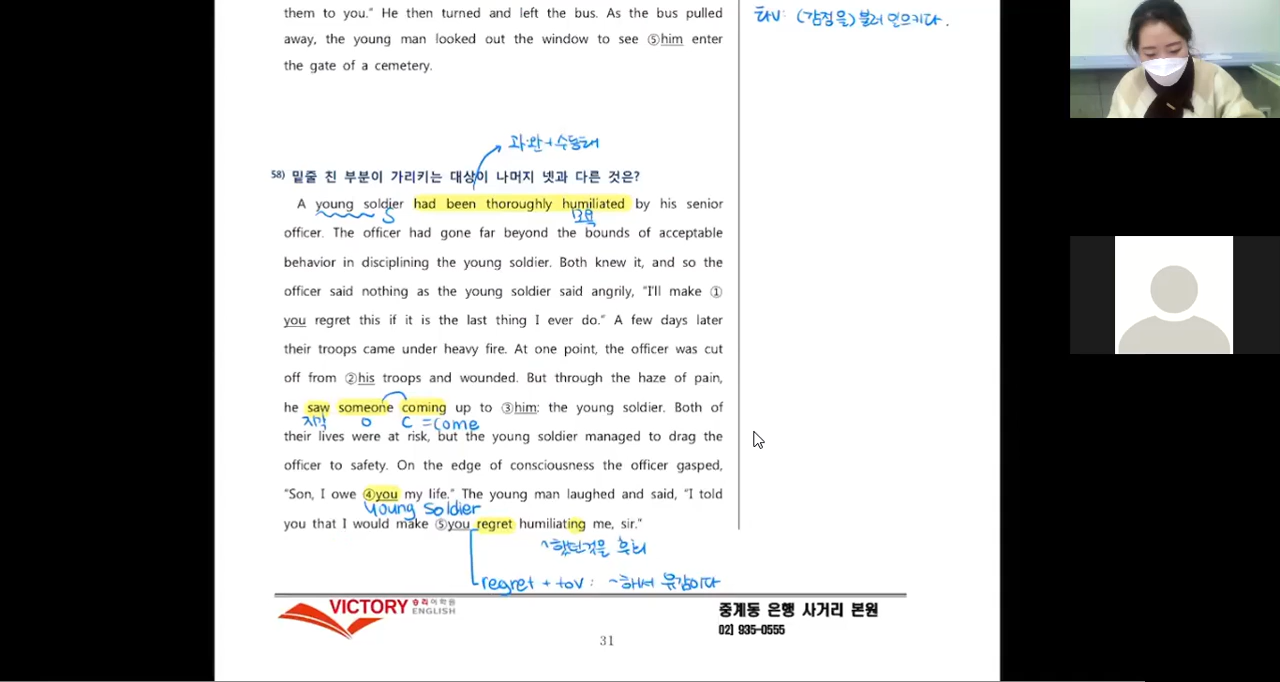 them to you." He then turned and left the bus. As the bus pulled
away, the young man looked out the window to see ⑤him enter
the gate of a cemetery.
타v: (감정을) 불러 일으키다.
과완+수동태
58) 밑줄 친 부분이 가리키는 대상이 나머지 넷과 다른 것은?
A young soldier had been thoroughly humiliated by his senior
S
모욕
officer. The officer had gone far beyond the bounds of acceptable
behavior in disciplining the young soldier. Both knew it, and so the
officer said nothing as the young soldier said angrily, "I'll make ①
you regret this if it is the last thing I ever do." A few days later
their troops came under heavy fire. At one point, the officer was cut
off from ②his troops and wounded. But through the haze of pain,
he saw someone coming up to ③him: the young soldier. Both of
지각 O C =come
their lives were at risk, but the young soldier managed to drag the
officer to safety. On the edge of consciousness the officer gasped,
"Son, I owe ④you my life." The young man laughed and said, "I told
young soldier
you that I would make ⑤you regret humiliating me, sir."
~했던것을 후회
regret + tov : ~하서 유감이다
VICTORY 승리어학원
ENGLISH
중계동 은행 사거리 본원
02] 935-0555
31